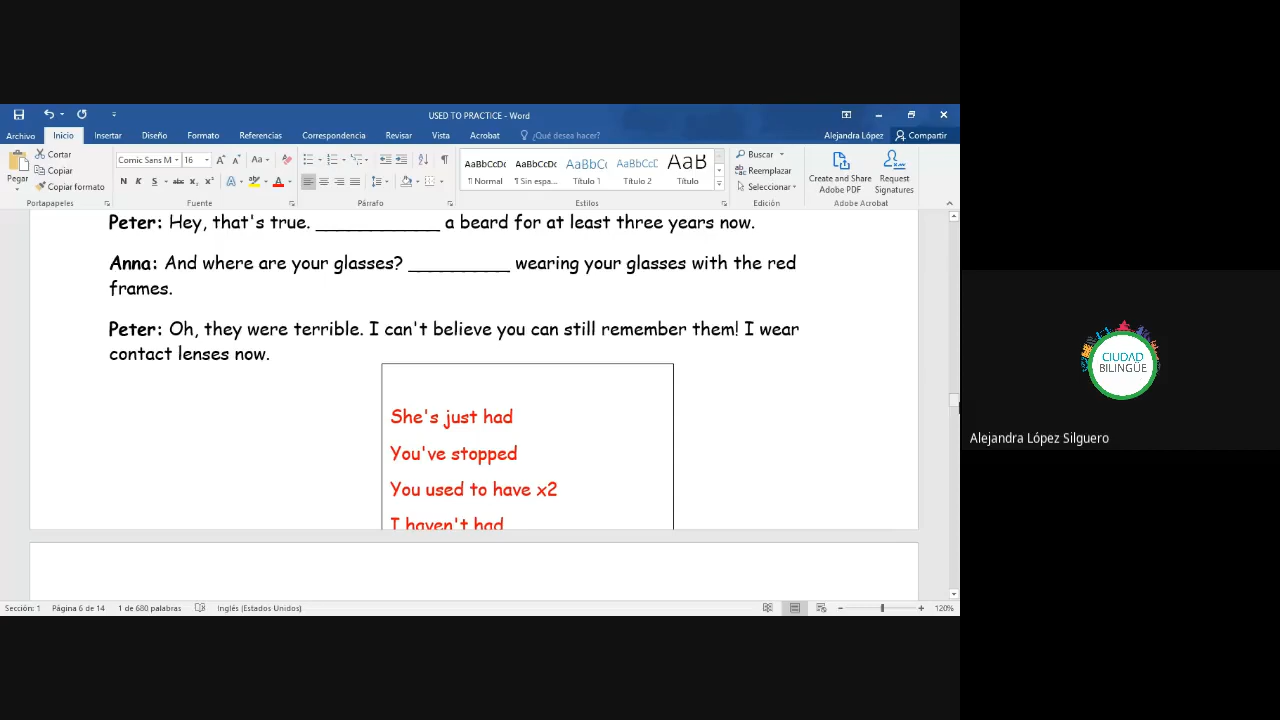 USED TO PRACTICE - Word
Archivo Inicio Insertar Diseño Formato Referencias Correspondencia Revisar Vista Acrobat ¿Qué desea hacer? Alejandra López Compartir
Pegar
Cortar
Copiar
Copiar formato
Portapapeles
Comic Sans M 16
Fuente
Párrafo
AaBbCcDc AaBbCcDc AaBbCc AaBbCcC AaB
¶ Normal ¶ Sin espa... Título 1 Título 2 Título
Estilos
Buscar
Reemplazar
Seleccionar
Edición
Create and Share
Adobe PDF
Request
Signatures
Adobe Acrobat
Peter: Hey, that's true. ____________ a beard for at least three years now.
Anna: And where are your glasses? __________ wearing your glasses with the red
frames.
Peter: Oh, they were terrible. I can't believe you can still remember them! I wear
contact lenses now.
She's just had
You've stopped
You used to have x2
I haven't had
Sección: 1 Página 6 de 14 1 de 680 palabras Inglés (Estados Unidos) 120%
CIUDAD
BILINGÜE
Alejandra López Silguero